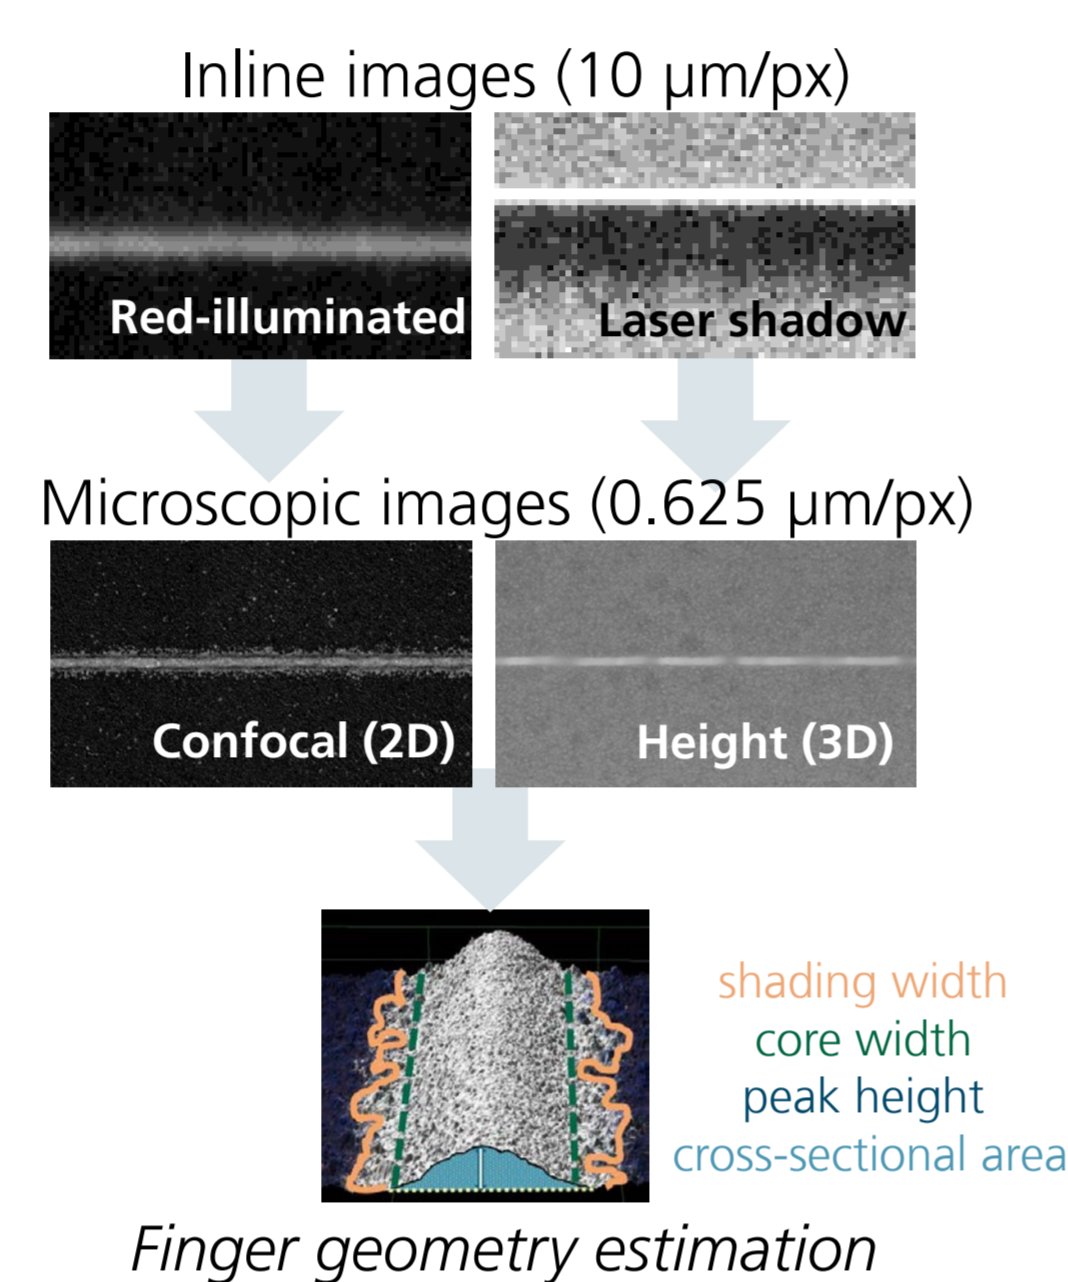 Inline images (10 µm/px)
Red-illuminated
Laser shadow
Microscopic images (0.625 µm/px)
Confocal (2D)
Height (3D)
shading width
core width
peak height
cross-sectional area
Finger geometry estimation